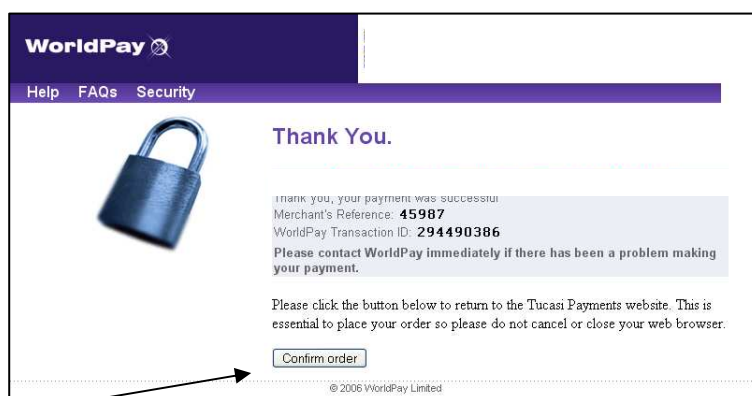 WorldPay
Help FAQs Security
Thank You.
Thank you, your payment was successful
Merchant's Reference: 45987
WorldPay Transaction ID: 294490386
Please contact WorldPay immediately if there has been a problem making
your payment.
Please click the button below to return to the Tucasi Payments website. This is
essential to place your order so please do not cancel or close your web browser.
Confirm order
© 2006 WorldPay Limited